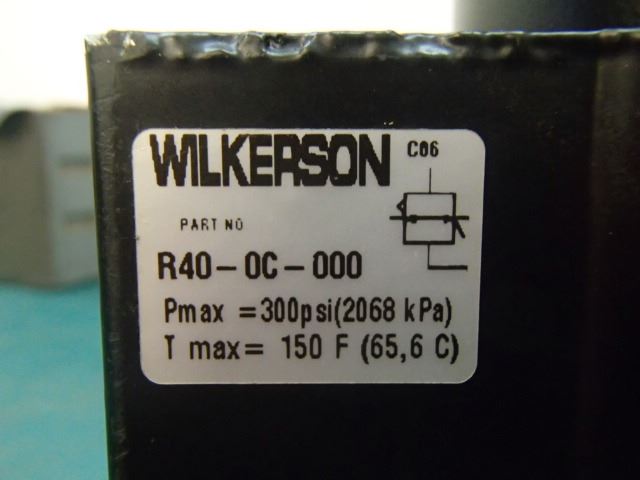 WILKERSON
C06
PART NO
R40-0C-000
Pmax =300psi(2068 kPa)
T max= 150 F (65,6 C)